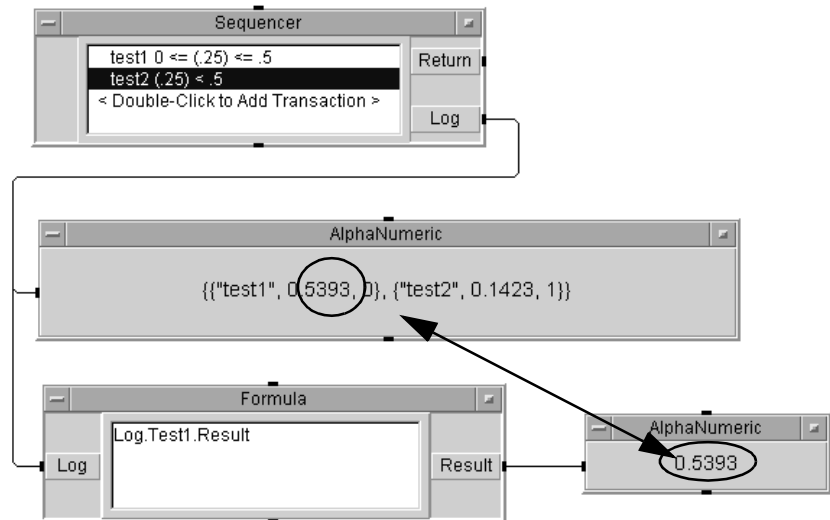 Sequencer
test1 0 <= (.25) <= .5
test2 (.25) < .5
< Double-Click to Add Transaction >
Return
Log
AlphaNumeric
{{"test1", 0.5393, 0}, {"test2", 0.1423, 1}}
Formula
Log
Log.Test1.Result
Result
AlphaNumeric
0.5393